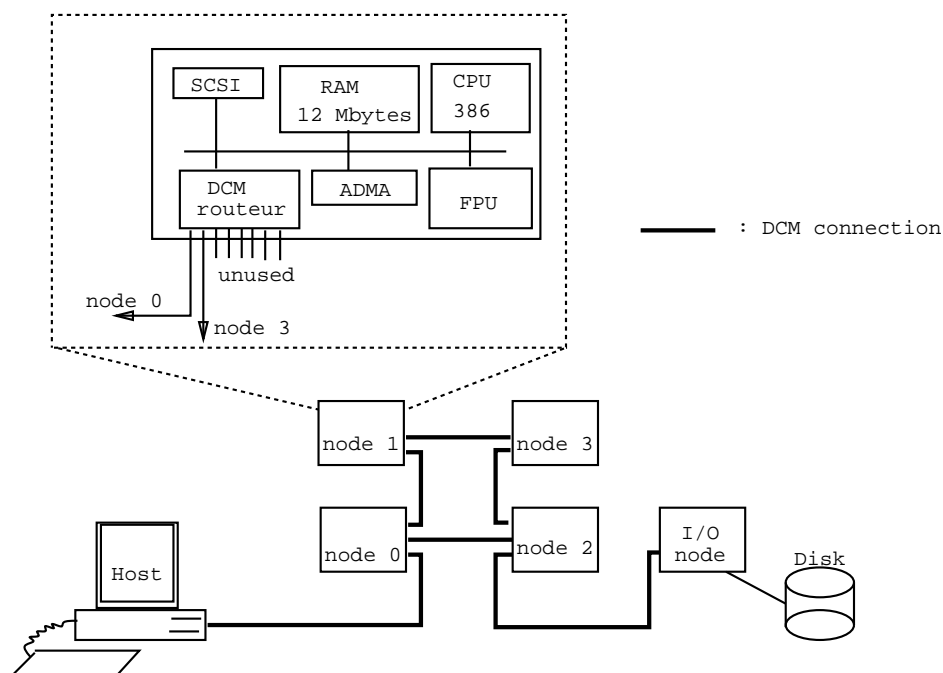 SCSI
RAM
12 Mbytes
CPU
386
DCM
routeur
ADMA
FPU
unused
node 0
node 3
: DCM connection
node 1
node 3
node 0
node 2
I/O
node
Disk
Host